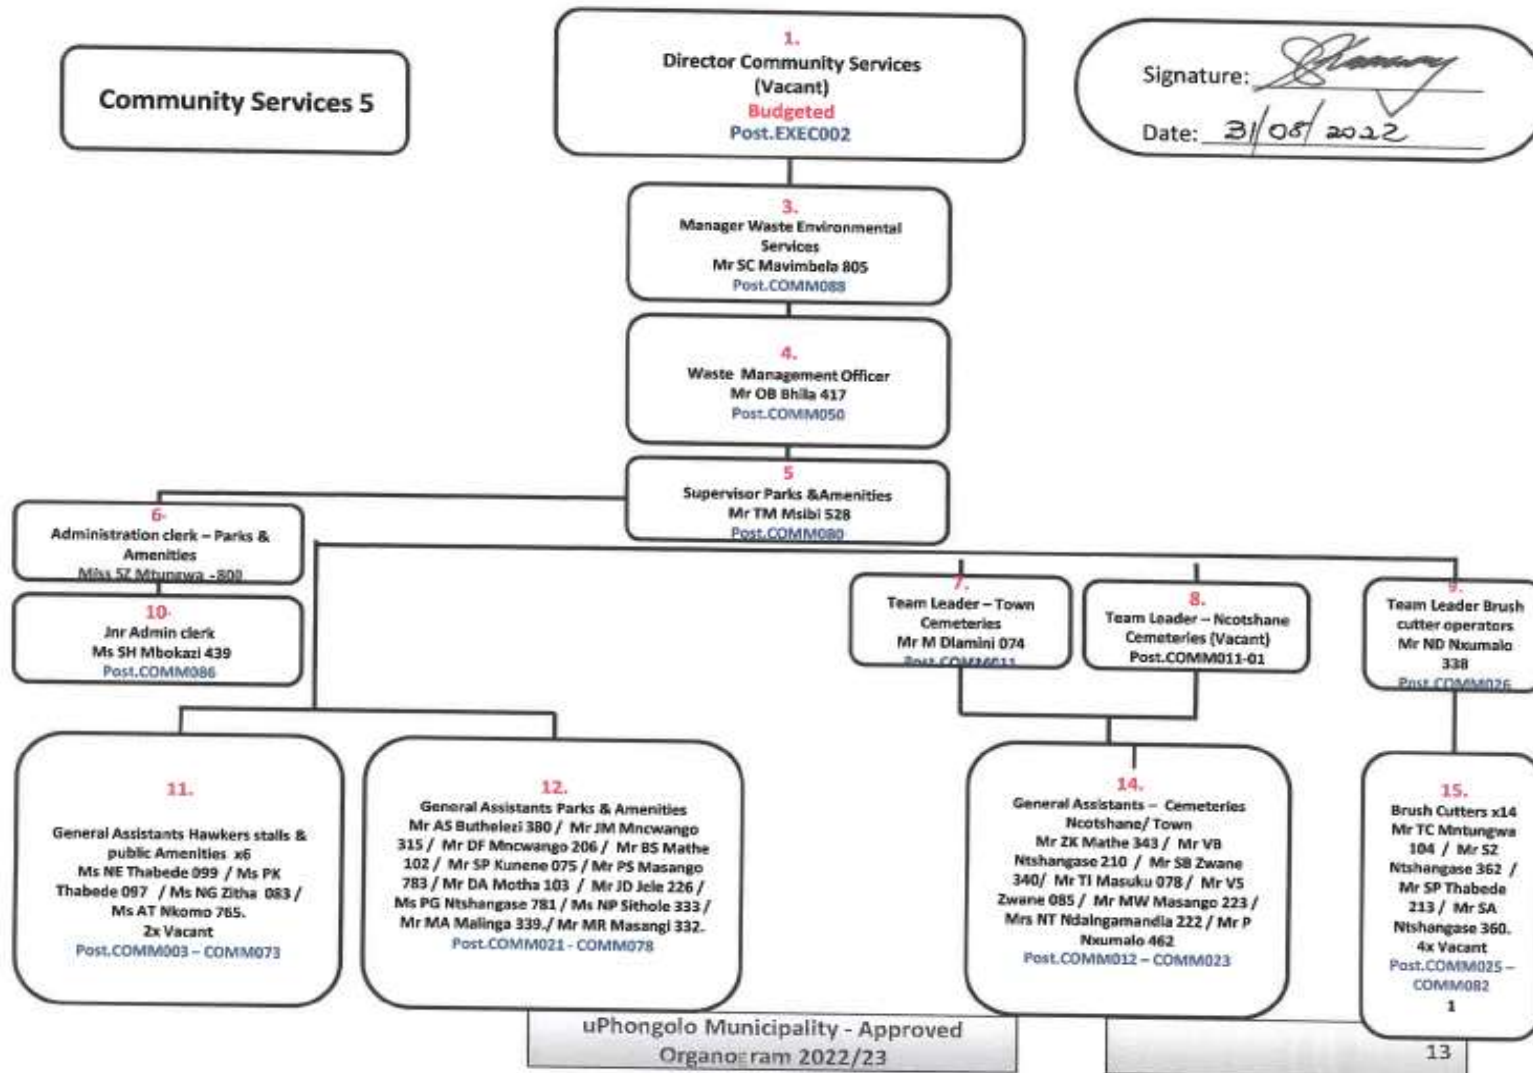 Community Services 5
1.
Director Community Services
(Vacant)
Budgeted
Post.EXEC002
Signature:
Date: 31/08/2022
3.
Manager Waste Environmental
Services
Mr SC Mavimbela 805
Post.COMM088
4.
Waste Management Officer
Mr OB Bhila 417
Post.COMM050
5
Supervisor Parks &Amenities
Mr TM Msibi 528
Post.COMM080
6-
Administration clerk – Parks &
Amenities
Miss SZ Mtungwa -800
10-
Jnr Admin clerk
Ms SH Mbokazi 439
Post.COMM086
7.
Team Leader – Town
Cemeteries
Mr M Dlamini 074
Post.COMM011
8.
Team Leader – Ncotshane
Cemeteries (Vacant)
Post.COMM011-01
9.
Team Leader Brush
cutter operators
Mr ND Nxumalo
338
Post.COMM026
11.
General Assistants Hawkers stalls &
public Amenities x6
Ms NE Thabede 099 / Ms PK
Thabede 097 / Ms NG Zitha 083 /
Ms AT Nkomo 765.
2x Vacant
Post.COMM003 – COMM073
12.
General Assistants Parks & Amenities
Mr AS Buthelezi 380 / Mr JM Mncwango
315 / Mr DF Mncwango 206 / Mr BS Mathe
102 / Mr SP Kunene 075 / Mr PS Masango
783 / Mr DA Motha 103 / Mr JD Jele 226 /
Ms PG Ntshangase 781 / Ms NP Sithole 333 /
Mr MA Malinga 339./ Mr MR Masangi 332.
Post.COMM021 - COMM078
14.
General Assistants – Cemeteries
Ncotshane/ Town
Mr ZK Mathe 343 / Mr VB
Ntshangase 210 / Mr SB Zwane
340/ Mr TI Masuku 078 / Mr VS
Zwane 085 / Mr MW Masango 223 /
Mrs NT Ndalngamandla 222 / Mr P
Nxumalo 462
Post.COMM012 – COMM023
15.
Brush Cutters x14
Mr TC Mntungwa
104 / Mr SZ
Ntshangase 362 /
Mr SP Thabede
213 / Mr SA
Ntshangase 360.
4x Vacant
Post.COMM025 –
COMM082
1
uPhongolo Municipality - Approved
Organogram 2022/23
13